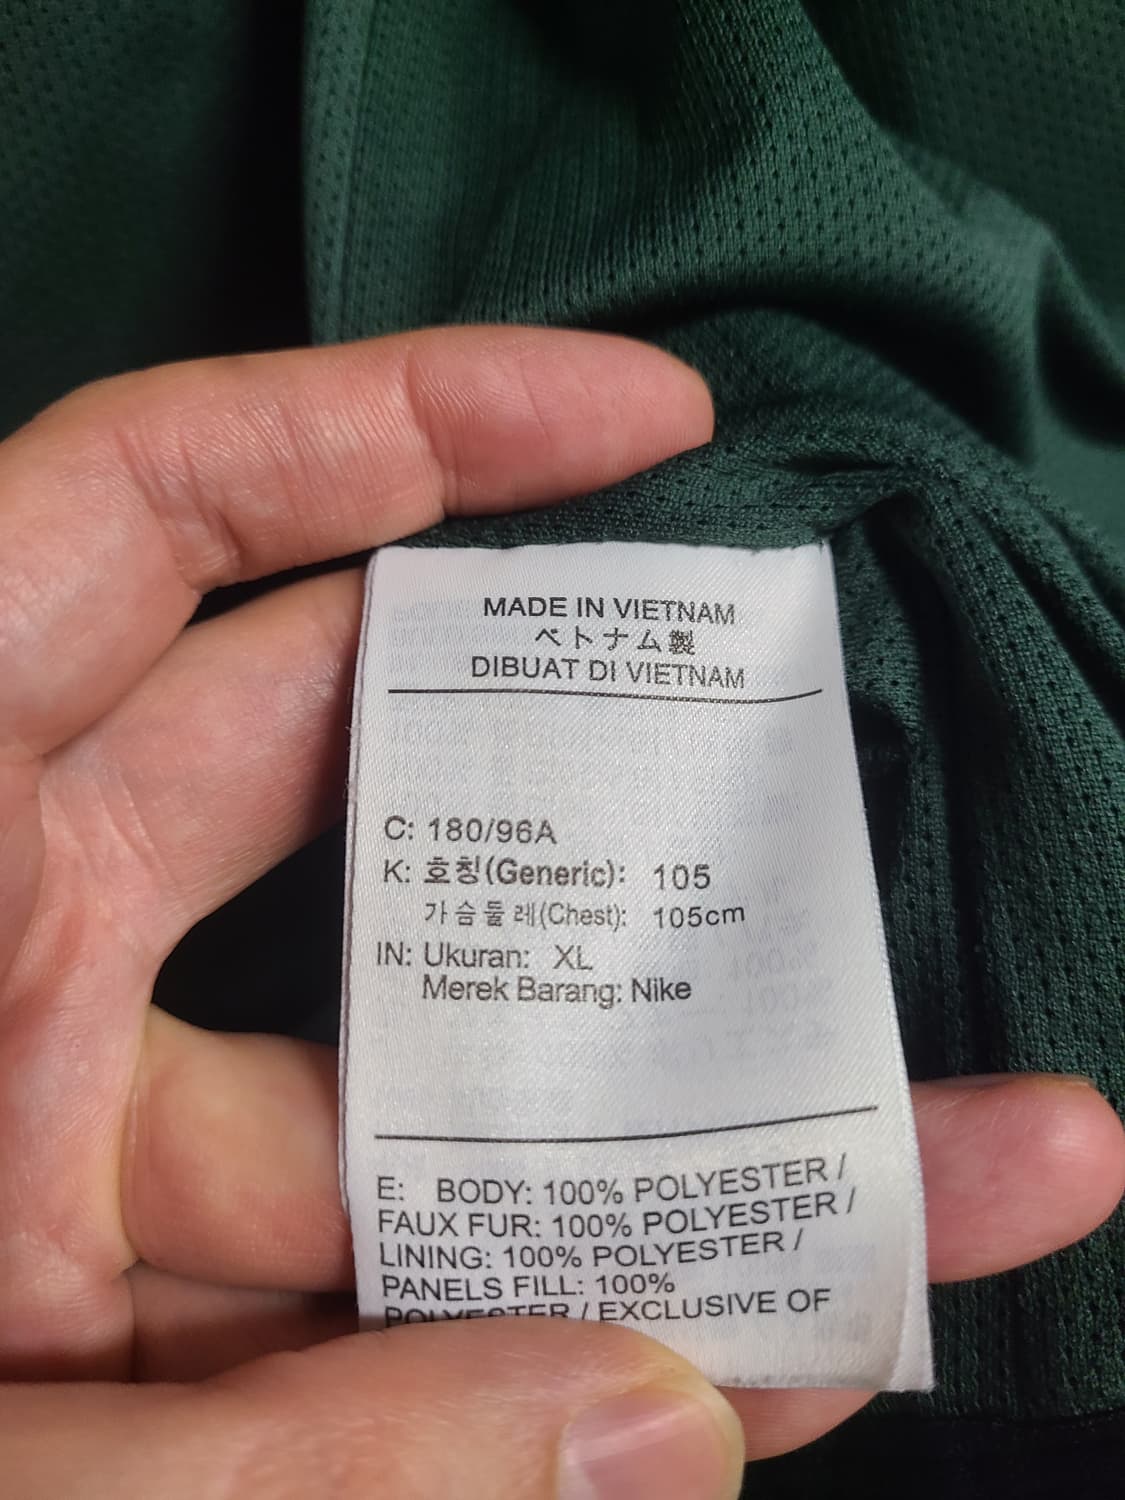 MADE IN VIETNAM
ベトナム製
DIBUAT DI VIETNAM
C: 180/96A
K: 호칭(Generic): 105
가슴둘레(Chest): 105cm
IN: Ukuran: XL
Merek Barang: Nike
E: BODY: 100% POLYESTER /
FAUX FUR: 100% POLYESTER /
LINING: 100% POLYESTER /
PANELS FILL: 100%
POLYESTER / EXCLUSIVE OF